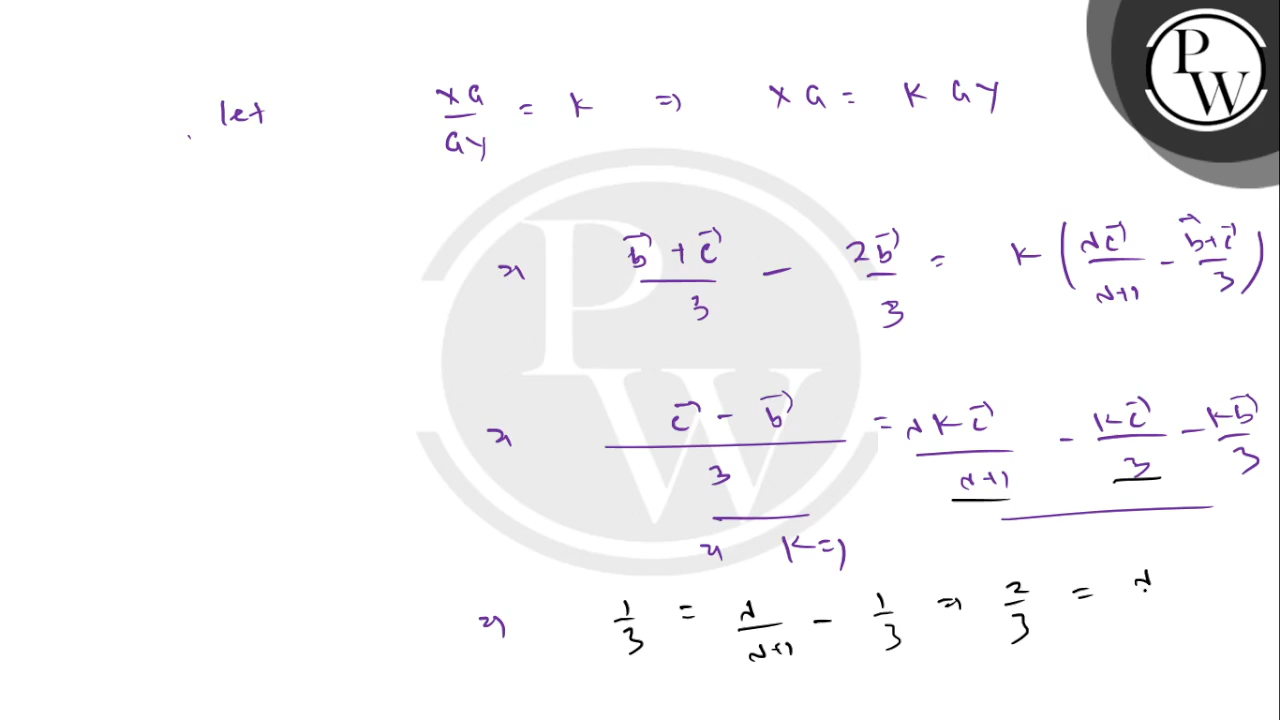 PW
let XG/GY = K => XG = K GY
=> (b⃗ + c⃗)/3 - 2b⃗/3 = K (λc⃗/(λ+1) - (b⃗+c⃗)/3)
=> (c⃗ - b⃗)/3 = λKc⃗/(λ+1) - Kc⃗/3 - Kb⃗/3
=> K=1
=> 1/3 = λ/(λ+1) - 1/3 => 2/3 = λ